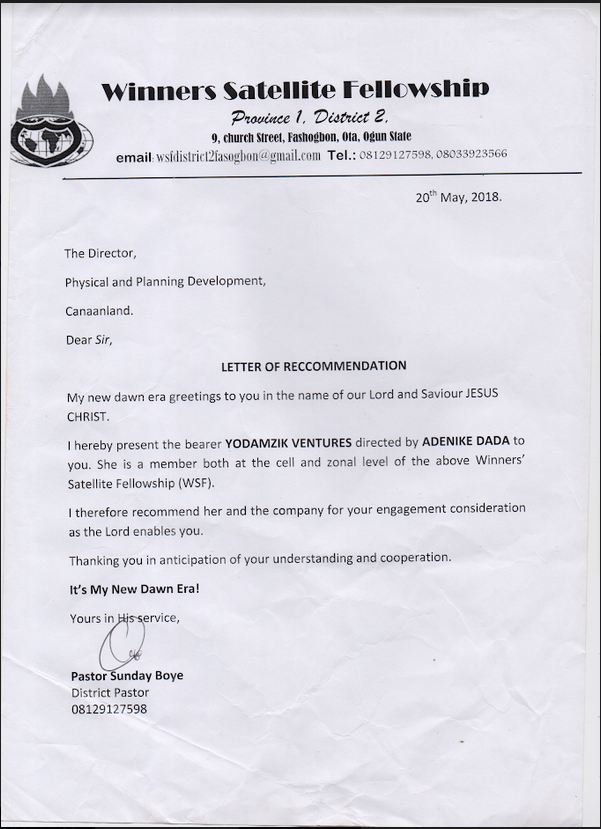 Winners Satellite Fellowship
Province 1, District 2,
9, church Street, Fashogbon, Ota, Ogun State
email: wsfdistrict2fasogbon@gmail.com Tel.: 08129127598, 08033923566
20th May, 2018.
The Director,
Physical and Planning Development,
Canaanland.
Dear Sir,
LETTER OF RECCOMMENDATION
My new dawn era greetings to you in the name of our Lord and Saviour JESUS
CHRIST.
I hereby present the bearer YODAMZIK VENTURES directed by ADENIKE DADA to
you. She is a member both at the cell and zonal level of the above Winners'
Satellite Fellowship (WSF).
I therefore recommend her and the company for your engagement consideration
as the Lord enables you.
Thanking you in anticipation of your understanding and cooperation.
It's My New Dawn Era!
Yours in His service,
Pastor Sunday Boye
District Pastor
08129127598